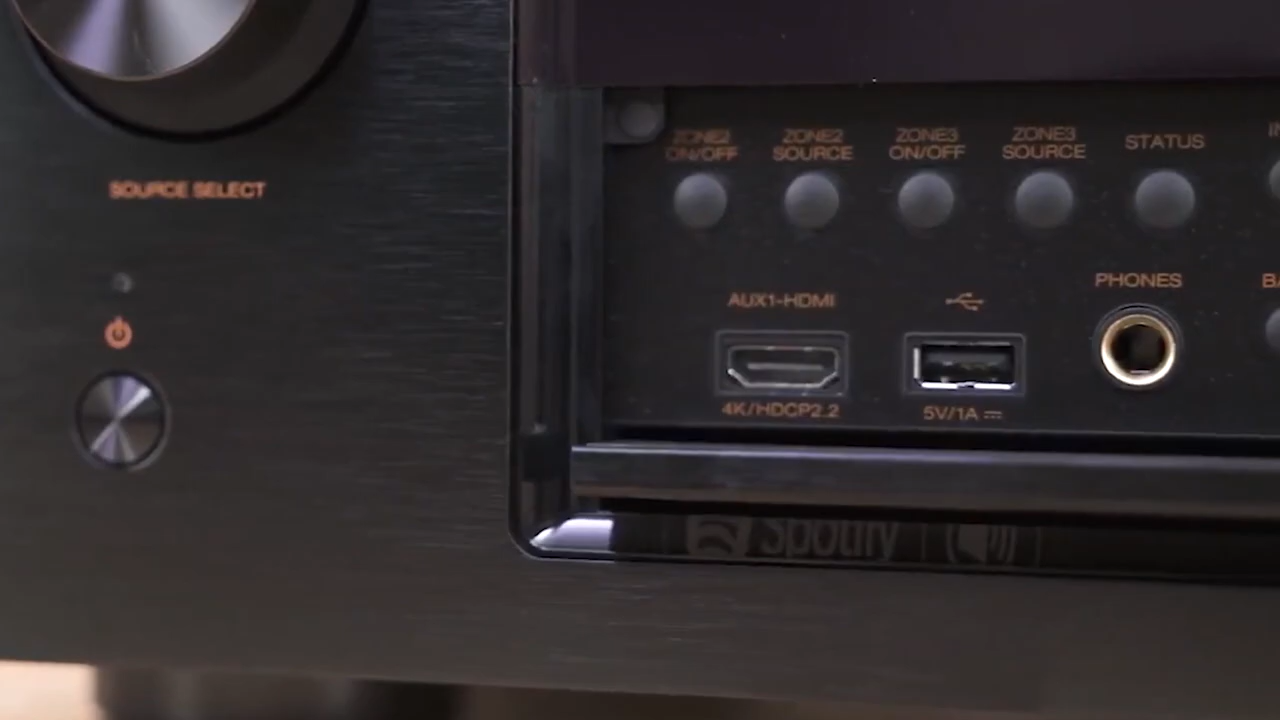 ZONE2
ON/OFF
ZONE2
SOURCE
ZONE3
ON/OFF
ZONE3
SOURCE
STATUS
SOURCE SELECT
AUX1-HDMI
PHONES
4K/HDCP2.2
5V/1A
Spotify